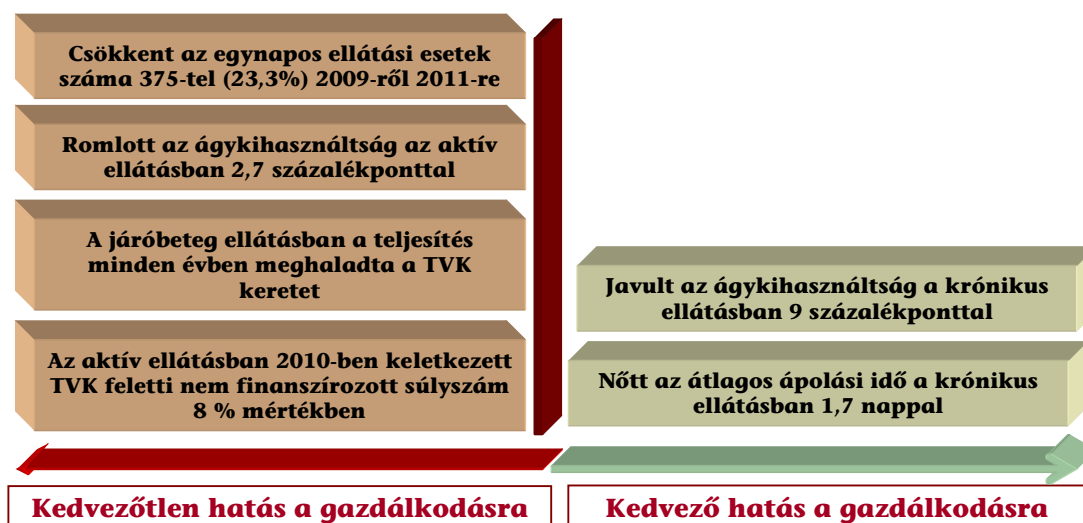 Csökkent az egynapos ellátási esetek
száma 375-tel (23,3%) 2009-ről 2011-re
Romlott az ágykihasználtság az aktív
ellátásban 2,7 százalékponttal
A járóbeteg ellátásban a teljesítés
minden évben meghaladta a TVK
keretet
Az aktív ellátásban 2010-ben keletkezett
TVK feletti nem finanszírozott súlyszám
8 % mértékben
Javult az ágykihasználtság a krónikus
ellátásban 9 százalékponttal
Nőtt az átlagos ápolási idő a krónikus
ellátásban 1,7 nappal
Kedvezőtlen hatás a gazdálkodásra
Kedvező hatás a gazdálkodásra